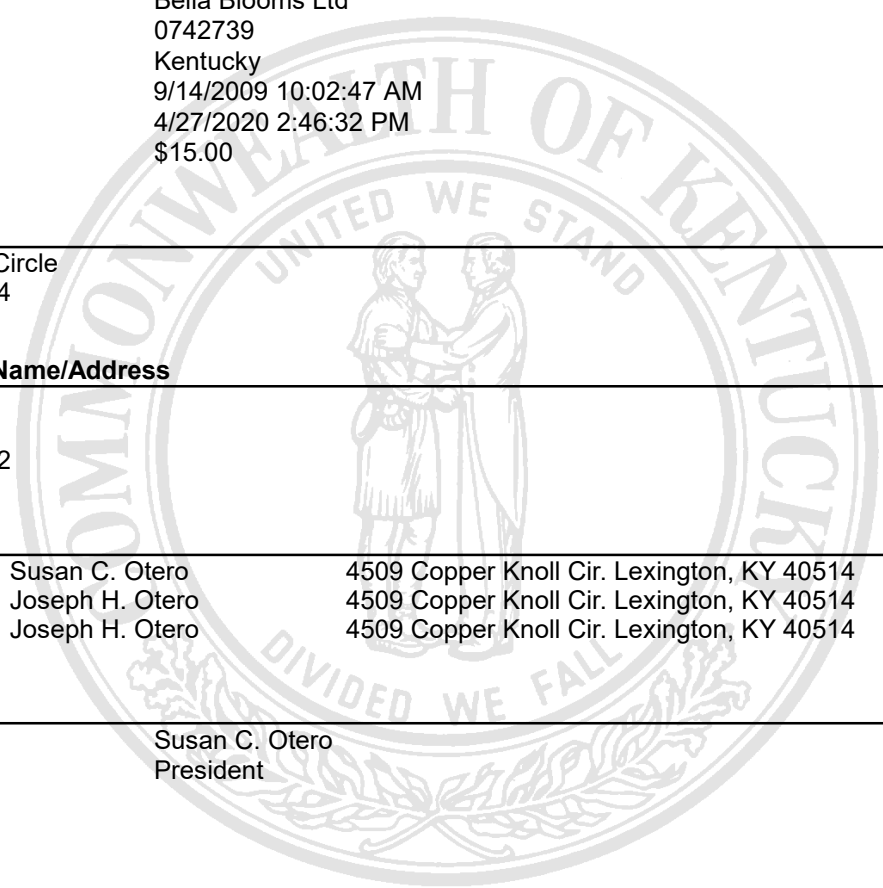 Bella Blooms Ltd
0742739
Kentucky
9/14/2009 10:02:47 AM
4/27/2020 2:46:32 PM
$15.00
Circle
4
Name/Address
2
Susan C. Otero 4509 Copper Knoll Cir. Lexington, KY 40514
Joseph H. Otero 4509 Copper Knoll Cir. Lexington, KY 40514
Joseph H. Otero 4509 Copper Knoll Cir. Lexington, KY 40514
Susan C. Otero
President
COMMONWEALTH OF KENTUCKY
UNITED WE STAND
DIVIDED WE FALL